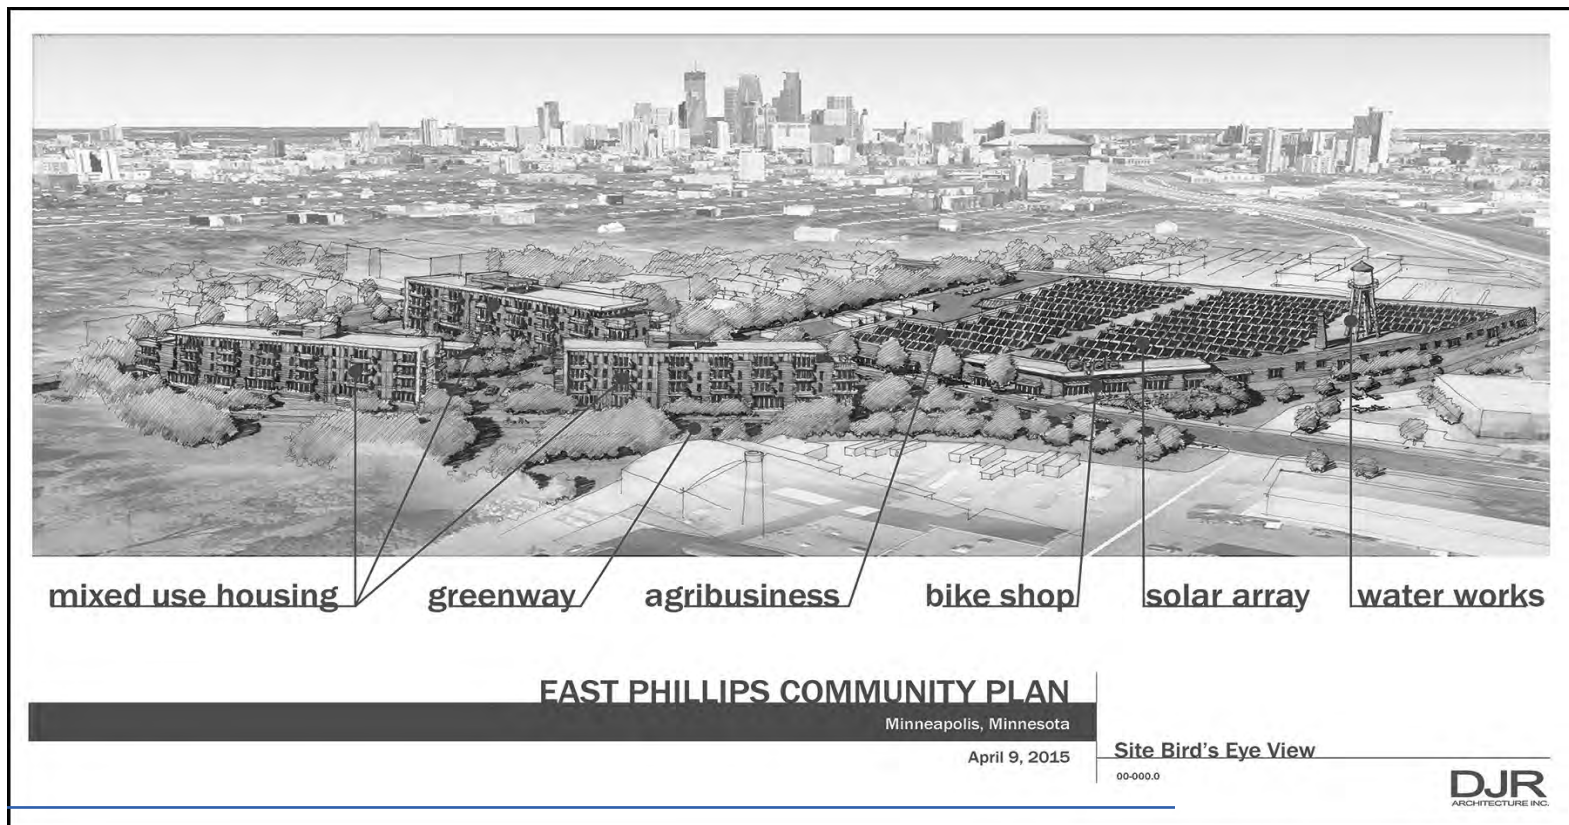 mixed use housing
greenway
agribusiness
bike shop
solar array
water works
EAST PHILLIPS COMMUNITY PLAN
Minneapolis, Minnesota
April 9, 2015
Site Bird's Eye View
00-000.0
DJR
ARCHITECTURE INC.